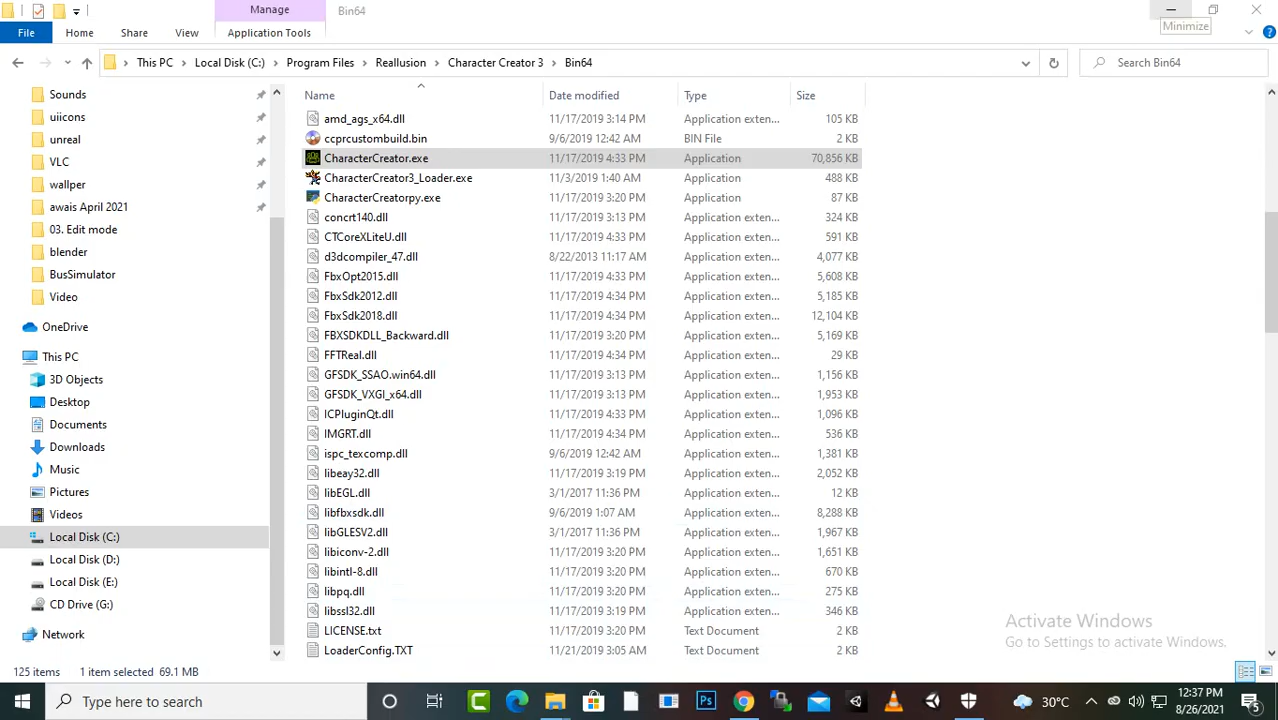 Manage
Bin64
Minimize
File
Home
Share
View
Application Tools
This PC
Local Disk (C:)
Program Files
Reallusion
Character Creator 3
Bin64
Search Bin64
Sounds
uiicons
unreal
VLC
wallper
awais April 2021
03. Edit mode
blender
BusSimulator
Video
OneDrive
This PC
3D Objects
Desktop
Documents
Downloads
Music
Pictures
Videos
Local Disk (C:)
Local Disk (D:)
Local Disk (E:)
CD Drive (G:)
Network
Name Date modified Type Size
amd_ags_x64.dll 11/17/2019 3:14 PM Application exten... 105 KB
ccprcustombuild.bin 9/6/2019 12:42 AM BIN File 2 KB
CharacterCreator.exe 11/17/2019 4:33 PM Application 70,856 KB
CharacterCreator3_Loader.exe 11/3/2019 1:40 AM Application 488 KB
CharacterCreatorpy.exe 11/17/2019 3:20 PM Application 87 KB
concrt140.dll 11/17/2019 3:13 PM Application exten... 324 KB
CTCoreXLiteU.dll 11/17/2019 4:33 PM Application exten... 591 KB
d3dcompiler_47.dll 8/22/2013 11:17 AM Application exten... 4,077 KB
FbxOpt2015.dll 11/17/2019 4:33 PM Application exten... 5,608 KB
FbxSdk2012.dll 11/17/2019 4:34 PM Application exten... 5,185 KB
FbxSdk2018.dll 11/17/2019 4:34 PM Application exten... 12,104 KB
FBXSDKDLL_Backward.dll 11/17/2019 3:20 PM Application exten... 5,169 KB
FFTReal.dll 11/17/2019 4:34 PM Application exten... 29 KB
GFSDK_SSAO.win64.dll 11/17/2019 3:13 PM Application exten... 1,156 KB
GFSDK_VXGI_x64.dll 11/17/2019 3:13 PM Application exten... 1,953 KB
ICPluginQt.dll 11/17/2019 4:33 PM Application exten... 1,096 KB
IMGRT.dll 11/17/2019 4:34 PM Application exten... 536 KB
ispc_texcomp.dll 9/6/2019 12:42 AM Application exten... 1,381 KB
libeay32.dll 11/17/2019 3:19 PM Application exten... 2,052 KB
libEGL.dll 3/1/2017 11:36 PM Application exten... 12 KB
libfbxsdk.dll 9/6/2019 1:07 AM Application exten... 8,288 KB
libGLESV2.dll 3/1/2017 11:36 PM Application exten... 1,967 KB
libiconv-2.dll 11/17/2019 3:20 PM Application exten... 1,651 KB
libintl-8.dll 11/17/2019 3:20 PM Application exten... 670 KB
libpq.dll 11/17/2019 3:20 PM Application exten... 275 KB
libssl32.dll 11/17/2019 3:19 PM Application exten... 346 KB
LICENSE.txt 11/17/2019 3:20 PM Text Document 2 KB
LoaderConfig.TXT 11/21/2019 3:05 AM Text Document 2 KB
Activate Windows
Go to Settings to activate Windows.
125 items 1 item selected 69.1 MB
Type here to search
Ps
30°C
12:37 PM
8/26/2021
5